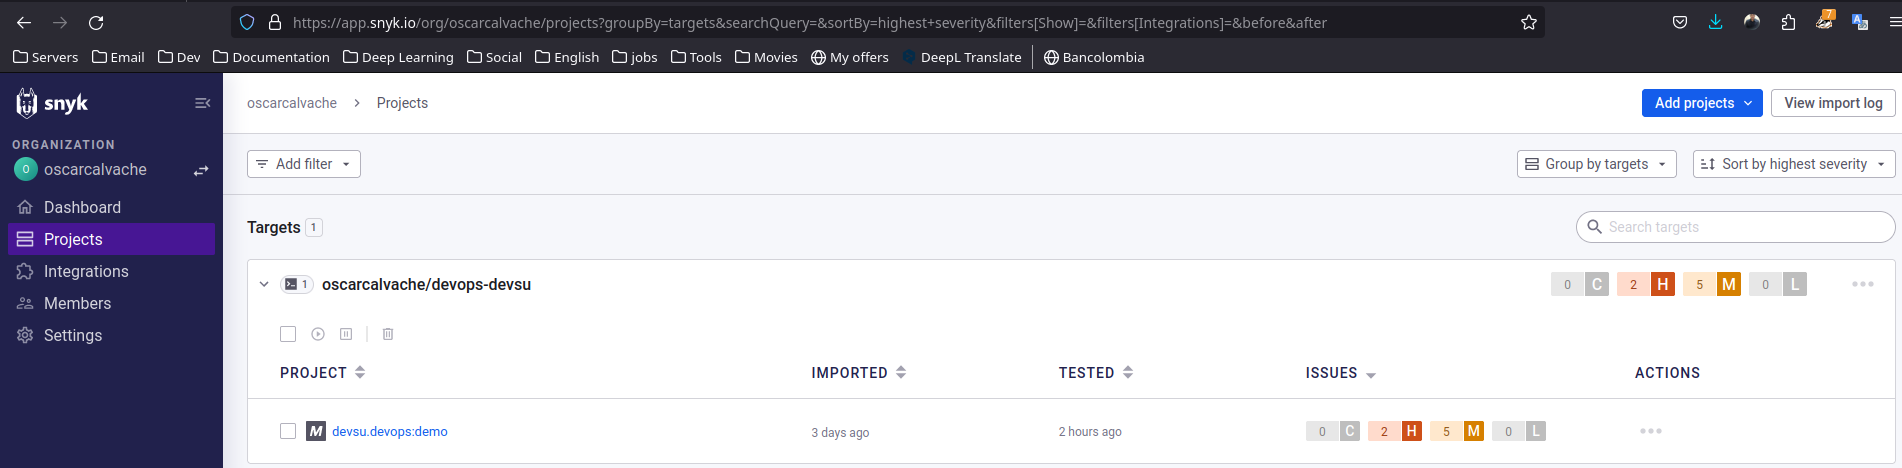 https://app.snyk.io/org/oscarcalvache/projects?groupBy=targets&searchQuery=&sortBy=highest+severity&filters[Show]=&filters[Integrations]=&before&after
7
A
Servers Email Dev Documentation Deep Learning Social English jobs Tools Movies My offers DeepL Translate Bancolombia
snyk
oscarcalvache > Projects
Add projects View import log
ORGANIZATION
O oscarcalvache
Dashboard
Projects
Integrations
Members
Settings
Add filter Group by targets Sort by highest severity
Targets 1 Search targets
1 oscarcalvache/devops-devsu 0 C 2 H 5 M 0 L
PROJECT IMPORTED TESTED ISSUES ACTIONS
M devsu.devops:demo 3 days ago 2 hours ago 0 C 2 H 5 M 0 L